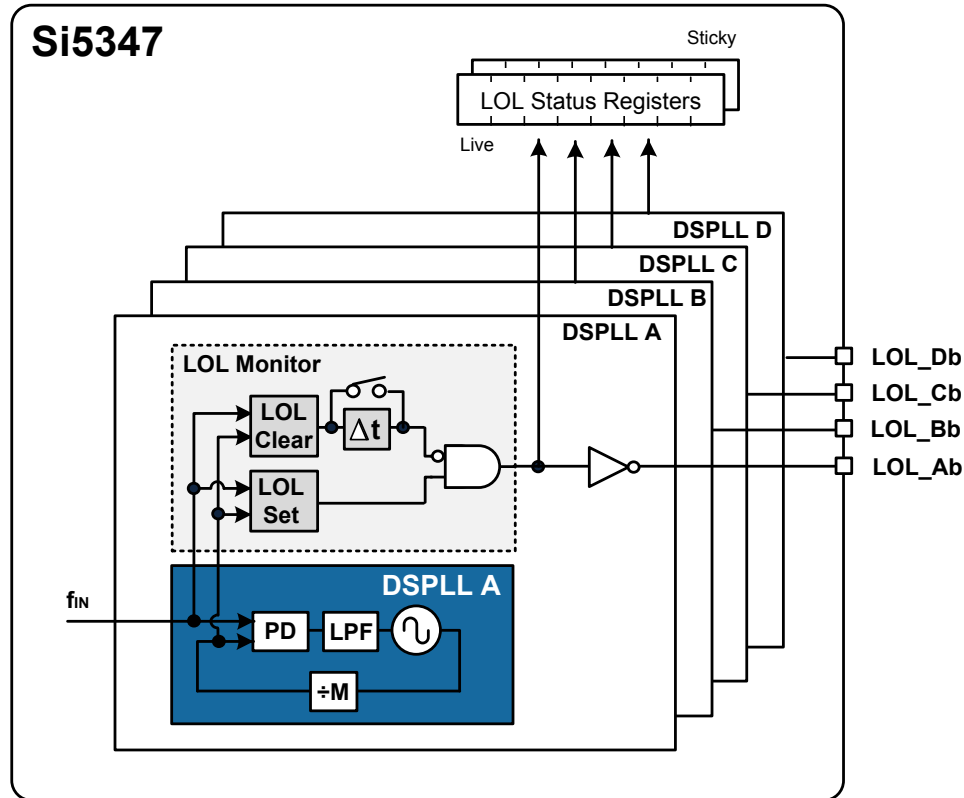 Si5347
Sticky
LOL Status Registers
Live
DSPLL D
DSPLL C
DSPLL B
DSPLL A
LOL Monitor
LOL
Clear
Δt
LOL
Set
LOL_Db
LOL_Cb
LOL_Bb
LOL_Ab
DSPLL A
fIN
PD
LPF
÷M